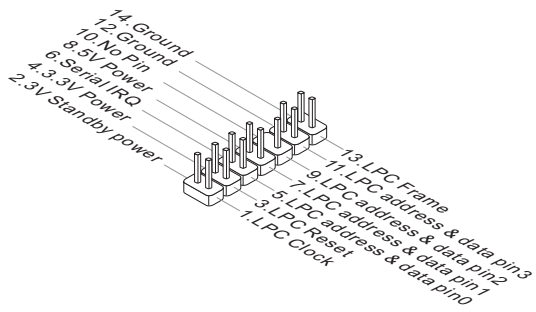 14.Ground
12.Ground
10.No Pin
8.5V Power
6.Serial IRQ
4.3.3V Power
2.3V Standby power
13.LPC Frame
11.LPC address & data pin3
9.LPC address & data pin2
7.LPC address & data pin1
5.LPC address & data pin0
3.LPC Reset
1.LPC Clock